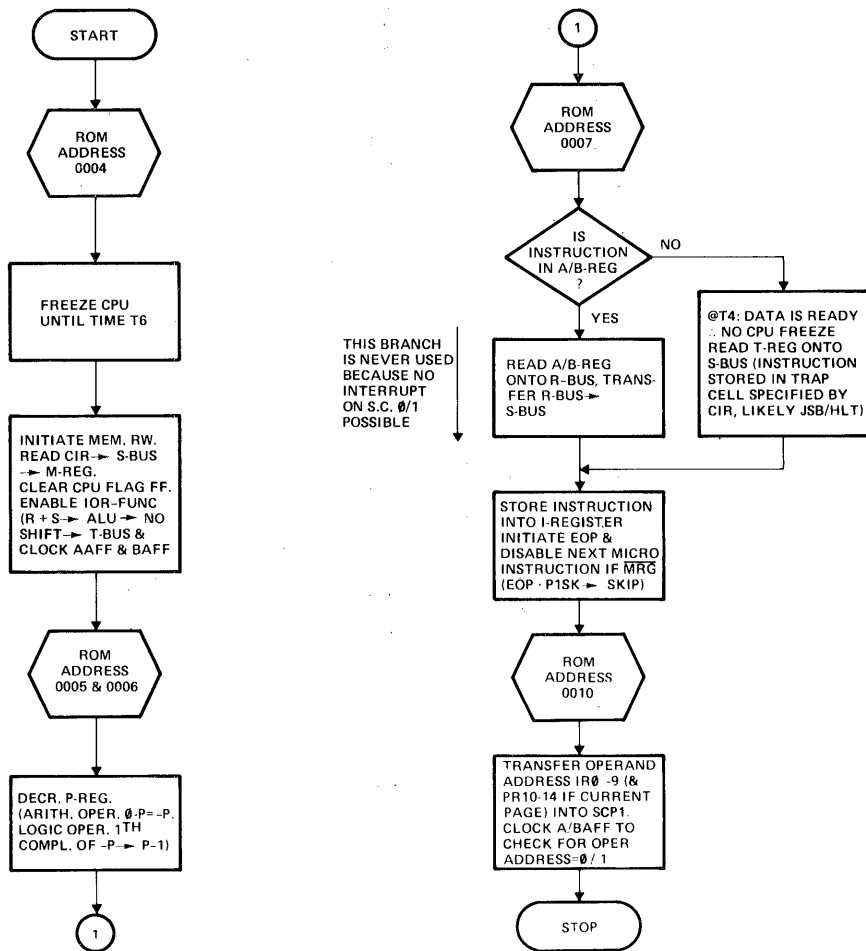 START
ROM
ADDRESS
0004
FREEZE CPU
UNTIL TIME T6
INITIATE MEM. RW.
READ CIR→ S-BUS
→ M-REG.
CLEAR CPU FLAG FF.
ENABLE IOR-FUNC
(R + S→ ALU→ NO
SHIFT→ T-BUS &
CLOCK AAFF & BAFF
ROM
ADDRESS
0005 & 0006
DECR. P-REG.
(ARITH. OPER. Ø-P=-P.
LOGIC OPER. 1TH
COMPL. OF -P→ P-1)
1
1
ROM
ADDRESS
0007
IS
INSTRUCTION
IN A/B-REG
?
NO
YES
THIS BRANCH
IS NEVER USED
BECAUSE NO
INTERRUPT
ON S.C. Ø/1
POSSIBLE
READ A/B-REG
ONTO R-BUS, TRANS-
FER R-BUS→
S-BUS
@T4: DATA IS READY
∴ NO CPU FREEZE
READ T-REG ONTO
S-BUS (INSTRUCTION
STORED IN TRAP
CELL SPECIFIED BY
CIR, LIKELY JSB/HLT)
STORE INSTRUCTION
INTO I-REGISTER
INITIATE EOP &
DISABLE NEXT MICRO
INSTRUCTION IF M̅R̅G̅
(EOP · P1SK→ SKIP)
ROM
ADDRESS
0010
TRANSFER OPERAND
ADDRESS IRØ -9 (&
PR10-14 IF CURRENT
PAGE) INTO SCP1.
CLOCK A/BAFF TO
CHECK FOR OPER
ADDRESS=Ø/ 1
STOP